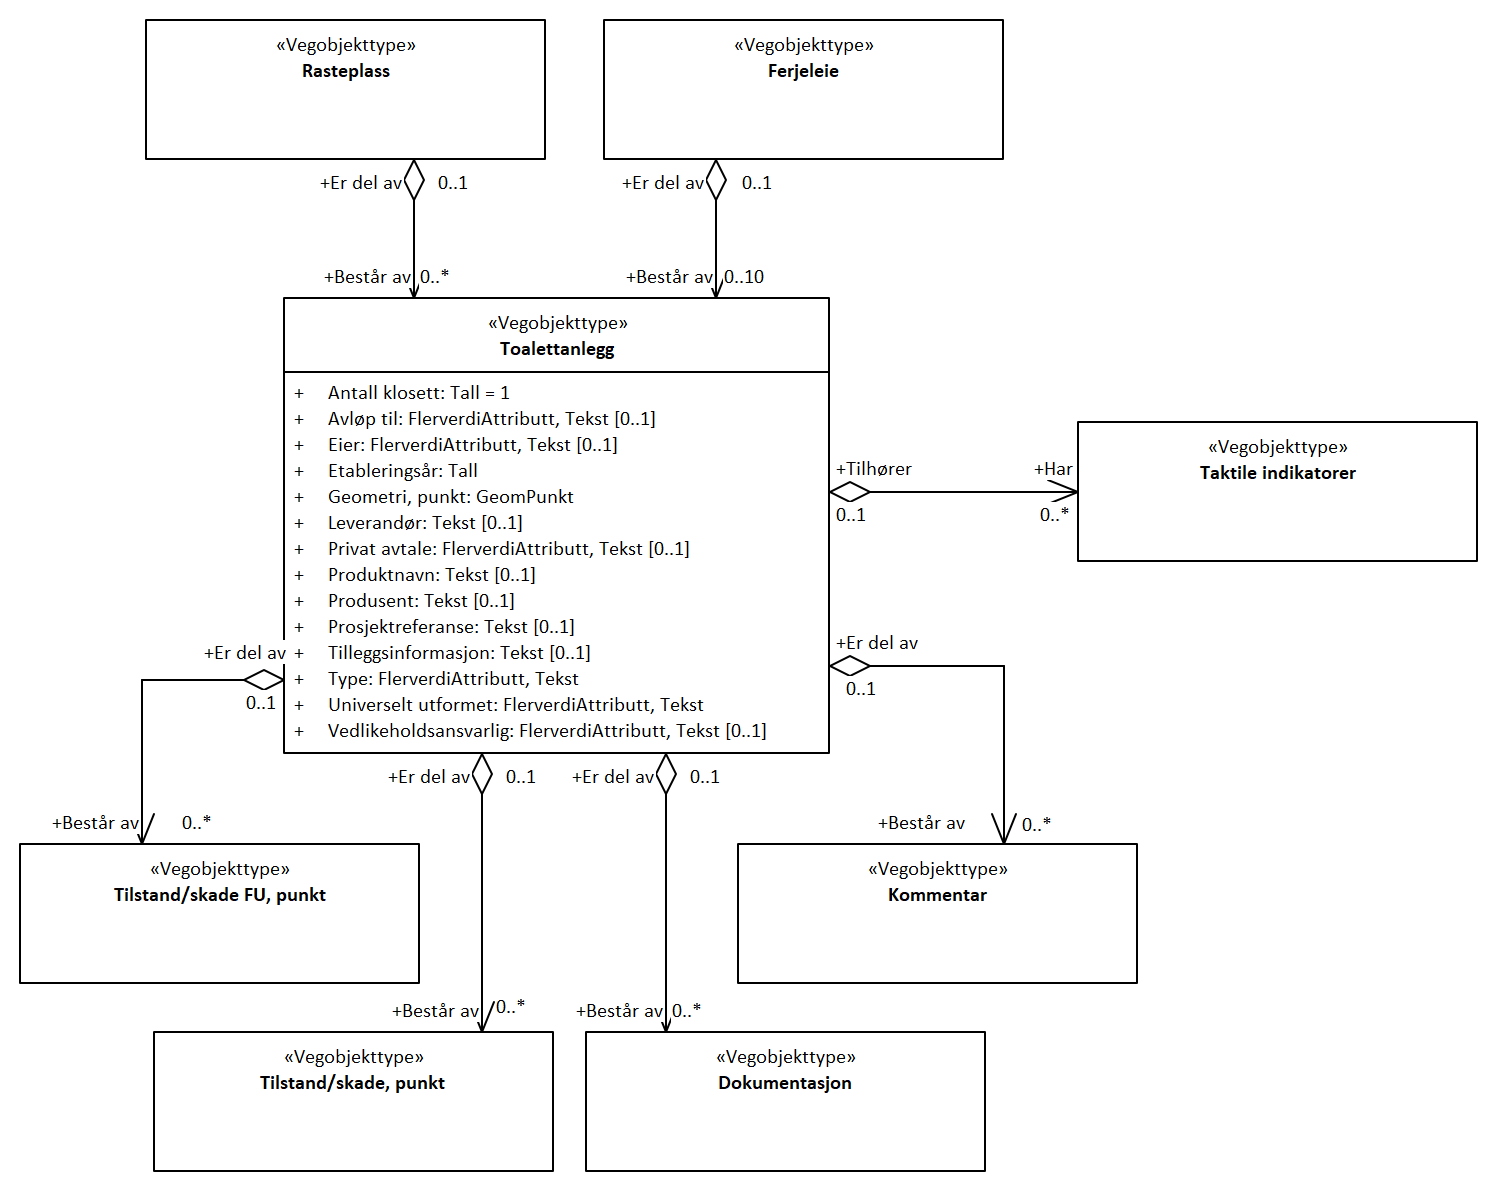 «Vegobjekttype»
Rasteplass
«Vegobjekttype»
Ferjeleie
+Er del av 0..1
+Er del av 0..1
+Består av 0..*
+Består av 0..10
«Vegobjekttype»
Toalettanlegg
+ Antall klosett: Tall = 1
+ Avløp til: FlerverdiAttributt, Tekst [0..1]
+ Eier: FlerverdiAttributt, Tekst [0..1]
+ Etableringsår: Tall
+ Geometri, punkt: GeomPunkt
+ Leverandør: Tekst [0..1]
+ Privat avtale: FlerverdiAttributt, Tekst [0..1]
+ Produktnavn: Tekst [0..1]
+ Produsent: Tekst [0..1]
+ Prosjektreferanse: Tekst [0..1]
+ Tilleggsinformasjon: Tekst [0..1]
+ Type: FlerverdiAttributt, Tekst
+ Universelt utformet: FlerverdiAttributt, Tekst
+ Vedlikeholdsansvarlig: FlerverdiAttributt, Tekst [0..1]
+Tilhører
0..1
+Har
0..*
«Vegobjekttype»
Taktile indikatorer
+Er del av
0..1
+Er del av
0..1
+Er del av 0..1
+Er del av 0..1
+Består av 0..*
«Vegobjekttype»
Tilstand/skade FU, punkt
+Består av 0..*
«Vegobjekttype»
Kommentar
+Består av 0..*
«Vegobjekttype»
Tilstand/skade, punkt
+Består av 0..*
«Vegobjekttype»
Dokumentasjon